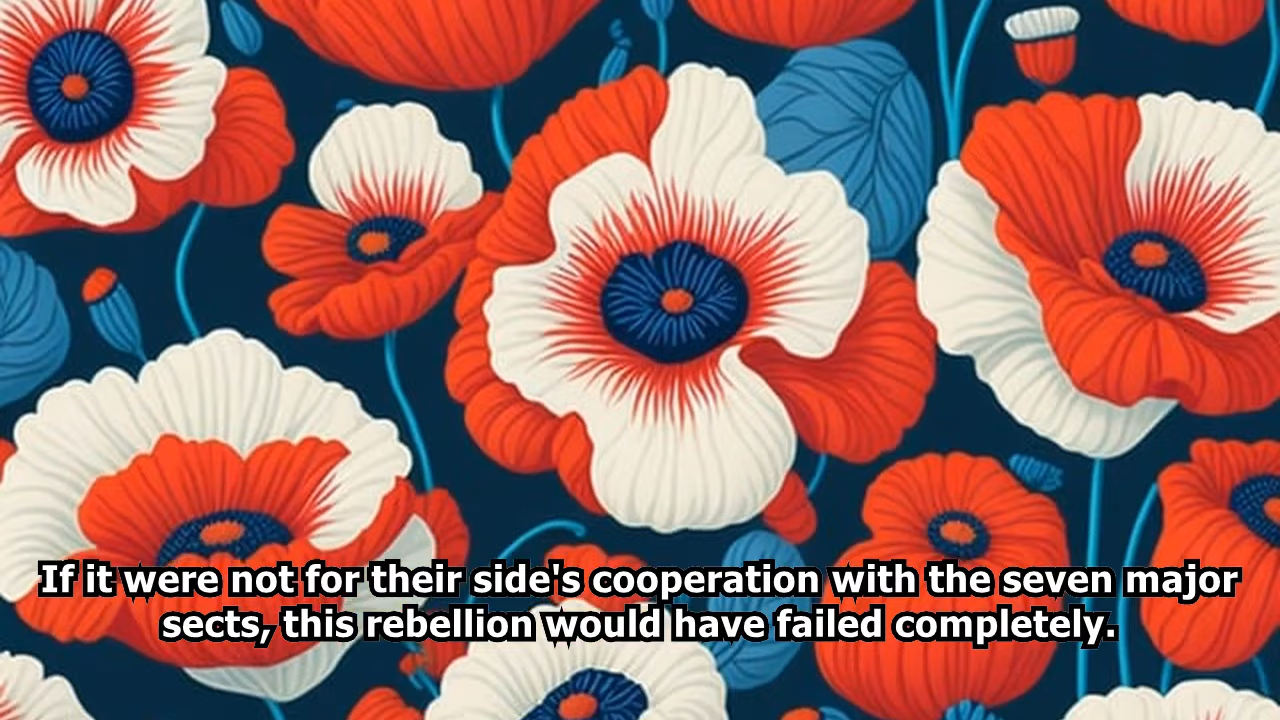 If it were not for their side's cooperation with the seven major
sects, this rebellion would have failed completely.